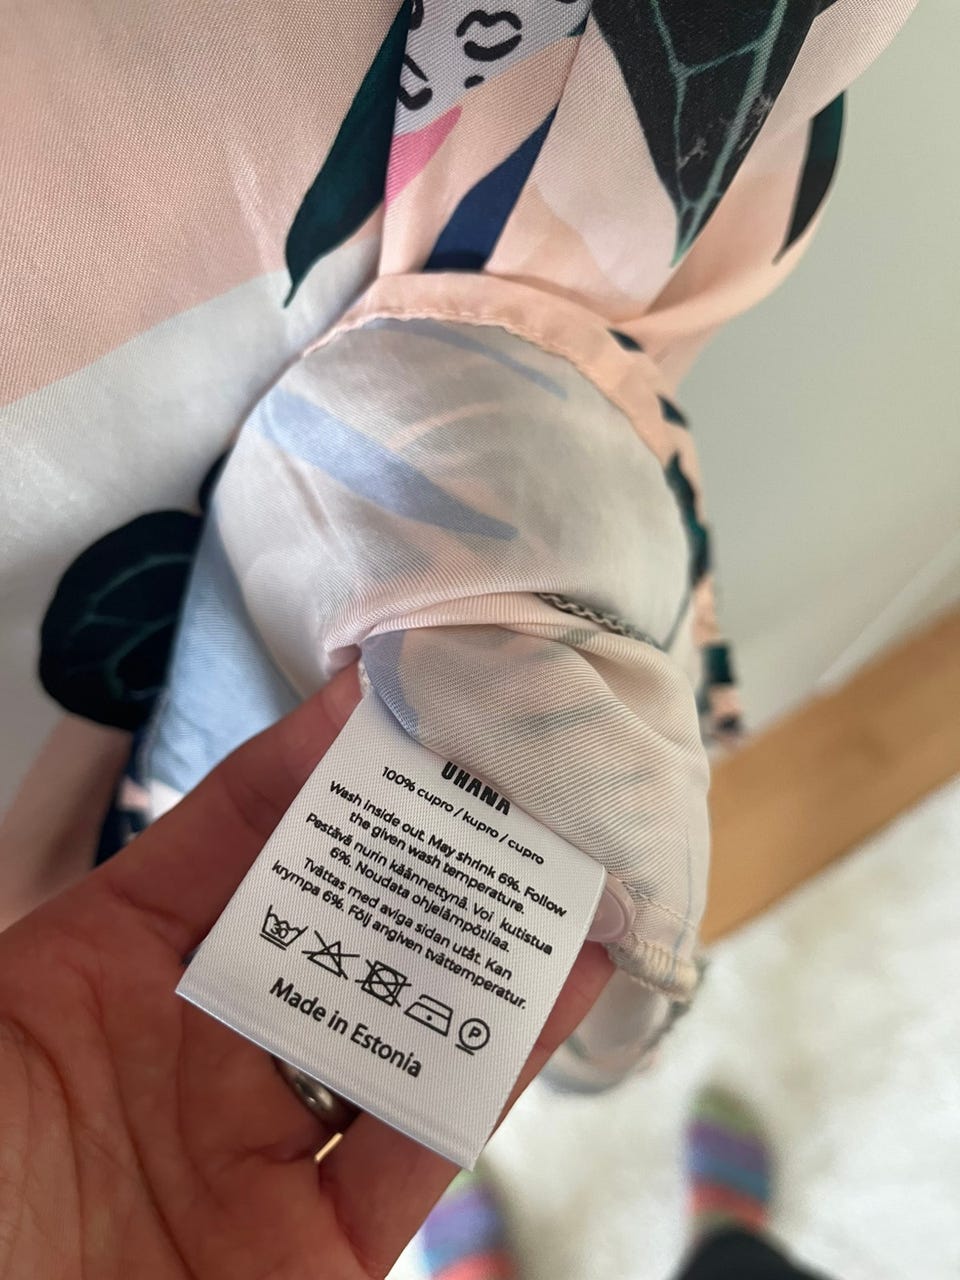 UHANA
100% cupro / kupro / cupro
Wash inside out. May shrink 6%. Follow
the given wash temperature.
Pestävä nurin käännettynä. Voi kutistua
6%. Noudata ohjelämpötilaa.
Tvättas med aviga sidan utåt. Kan
krympa 6%. Följ angiven tvättemperatur.
30
P
Made in Estonia